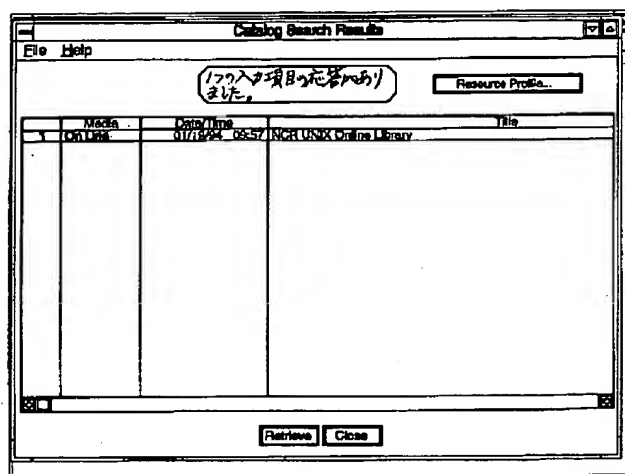 Catalog Search Results
File Help
1つの入力項目の応答があり
ました。
Resource Profile...
Media Date/Time Title
1 On Line 01/19/94 09:57 NCR UNIX Online Library
Retrieve Close